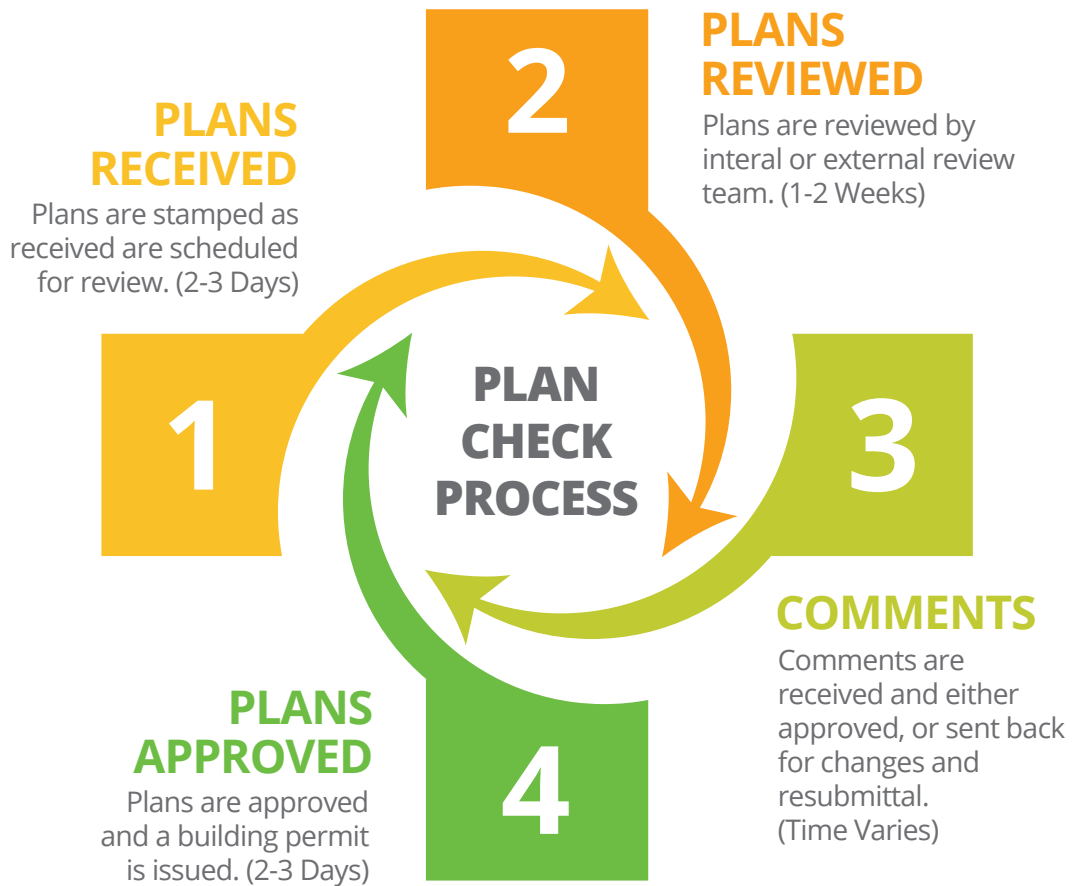 PLAN
CHECK
PROCESS
1
PLANS
RECEIVED
Plans are stamped as
received are scheduled
for review. (2-3 Days)
2
PLANS
REVIEWED
Plans are reviewed by
interal or external review
team. (1-2 Weeks)
3
COMMENTS
Comments are
received and either
approved, or sent back
for changes and
resubmittal.
(Time Varies)
4
PLANS
APPROVED
Plans are approved
and a building permit
is issued. (2-3 Days)